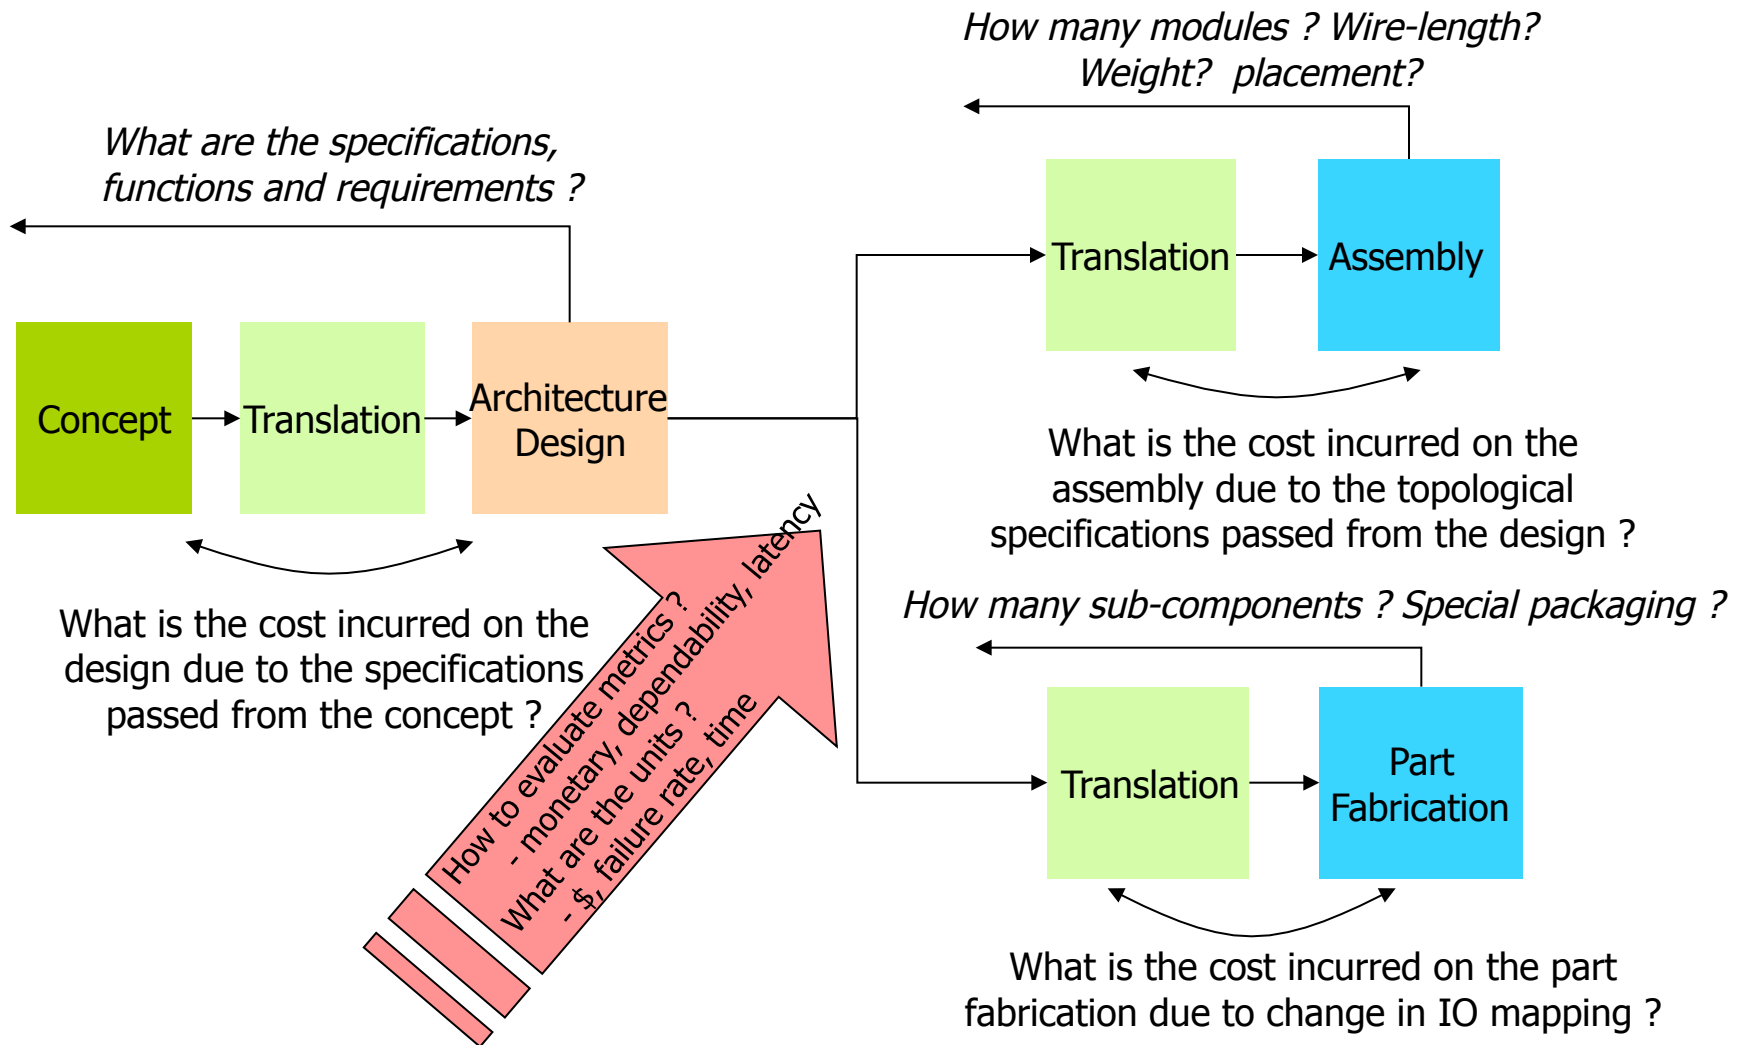 How many modules ? Wire-length?
Weight? placement?
What are the specifications,
functions and requirements ?
Translation
Assembly
Concept
Translation
Architecture
Design
What is the cost incurred on the
assembly due to the topological
specifications passed from the design ?
What is the cost incurred on the
design due to the specifications
passed from the concept ?
How to evaluate metrics ?
- monetary, dependability, latency
What are the units ?
- $, failure rate, time
How many sub-components ? Special packaging ?
Translation
Part
Fabrication
What is the cost incurred on the part
fabrication due to change in IO mapping ?